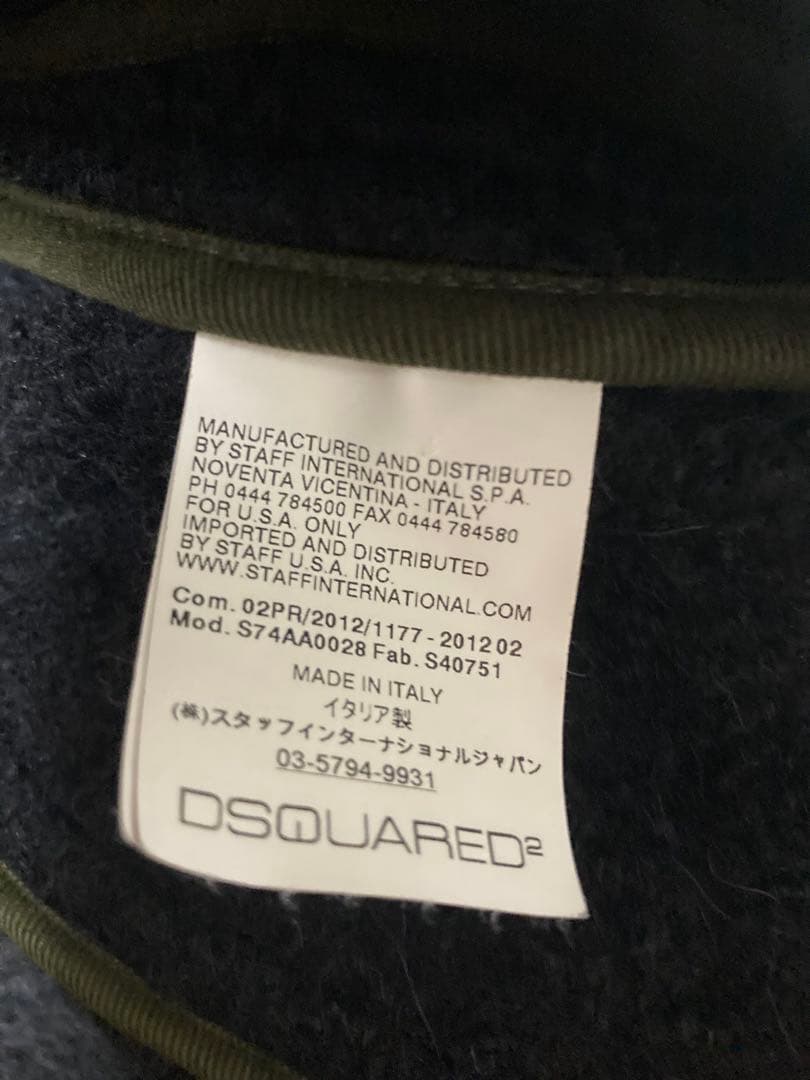 MANUFACTURED AND DISTRIBUTED
BY STAFF INTERNATIONAL S.P.A.
NOVENTA VICENTINA - ITALY
PH 0444 784500 FAX 0444 784580
FOR U.S.A. ONLY
IMPORTED AND DISTRIBUTED
BY STAFF U.S.A. INC.
WWW.STAFFINTERNATIONAL.COM
Com. 02PR/2012/1177 - 2012 02
Mod. S74AA0028 Fab. S40751
MADE IN ITALY
イタリア製
(株)スタッフインターナショナルジャパン
03-5794-9931
DSQUARED2